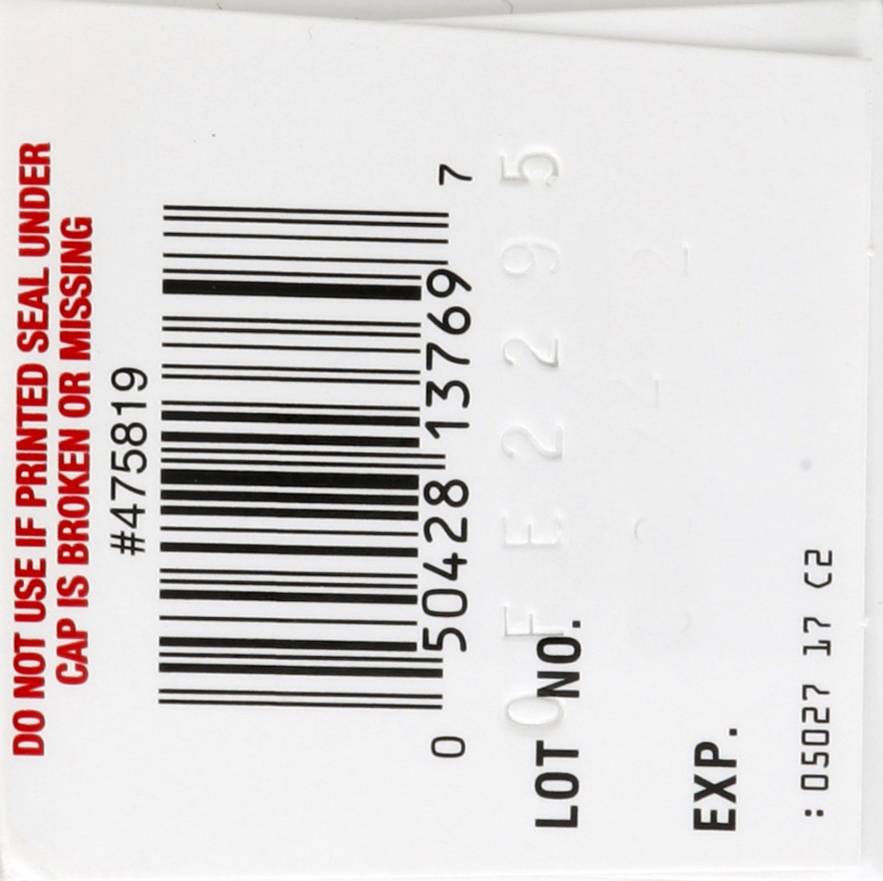 DO NOT USE IF PRINTED SEAL UNDER
CAP IS BROKEN OR MISSING
#475819
0 50428 13769 7
0FE2295
LOT NO.
EXP.
: 05027 17 C2